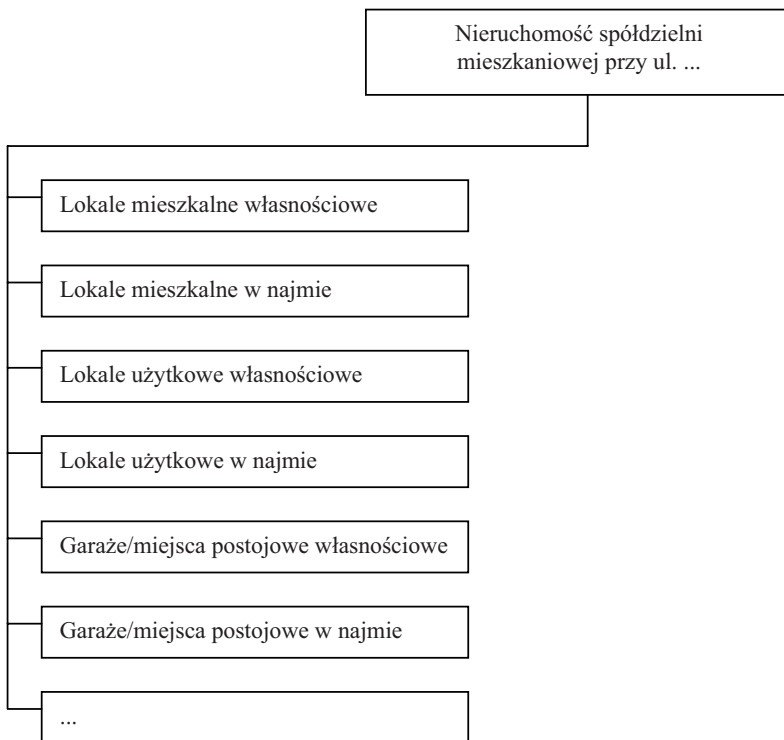 Nieruchomość spółdzielni
mieszkaniowej przy ul. ...
Lokale mieszkalne własnościowe
Lokale mieszkalne w najmie
Lokale użytkowe własnościowe
Lokale użytkowe w najmie
Garaże/miejsca postojowe własnościowe
Garaże/miejsca postojowe w najmie
...